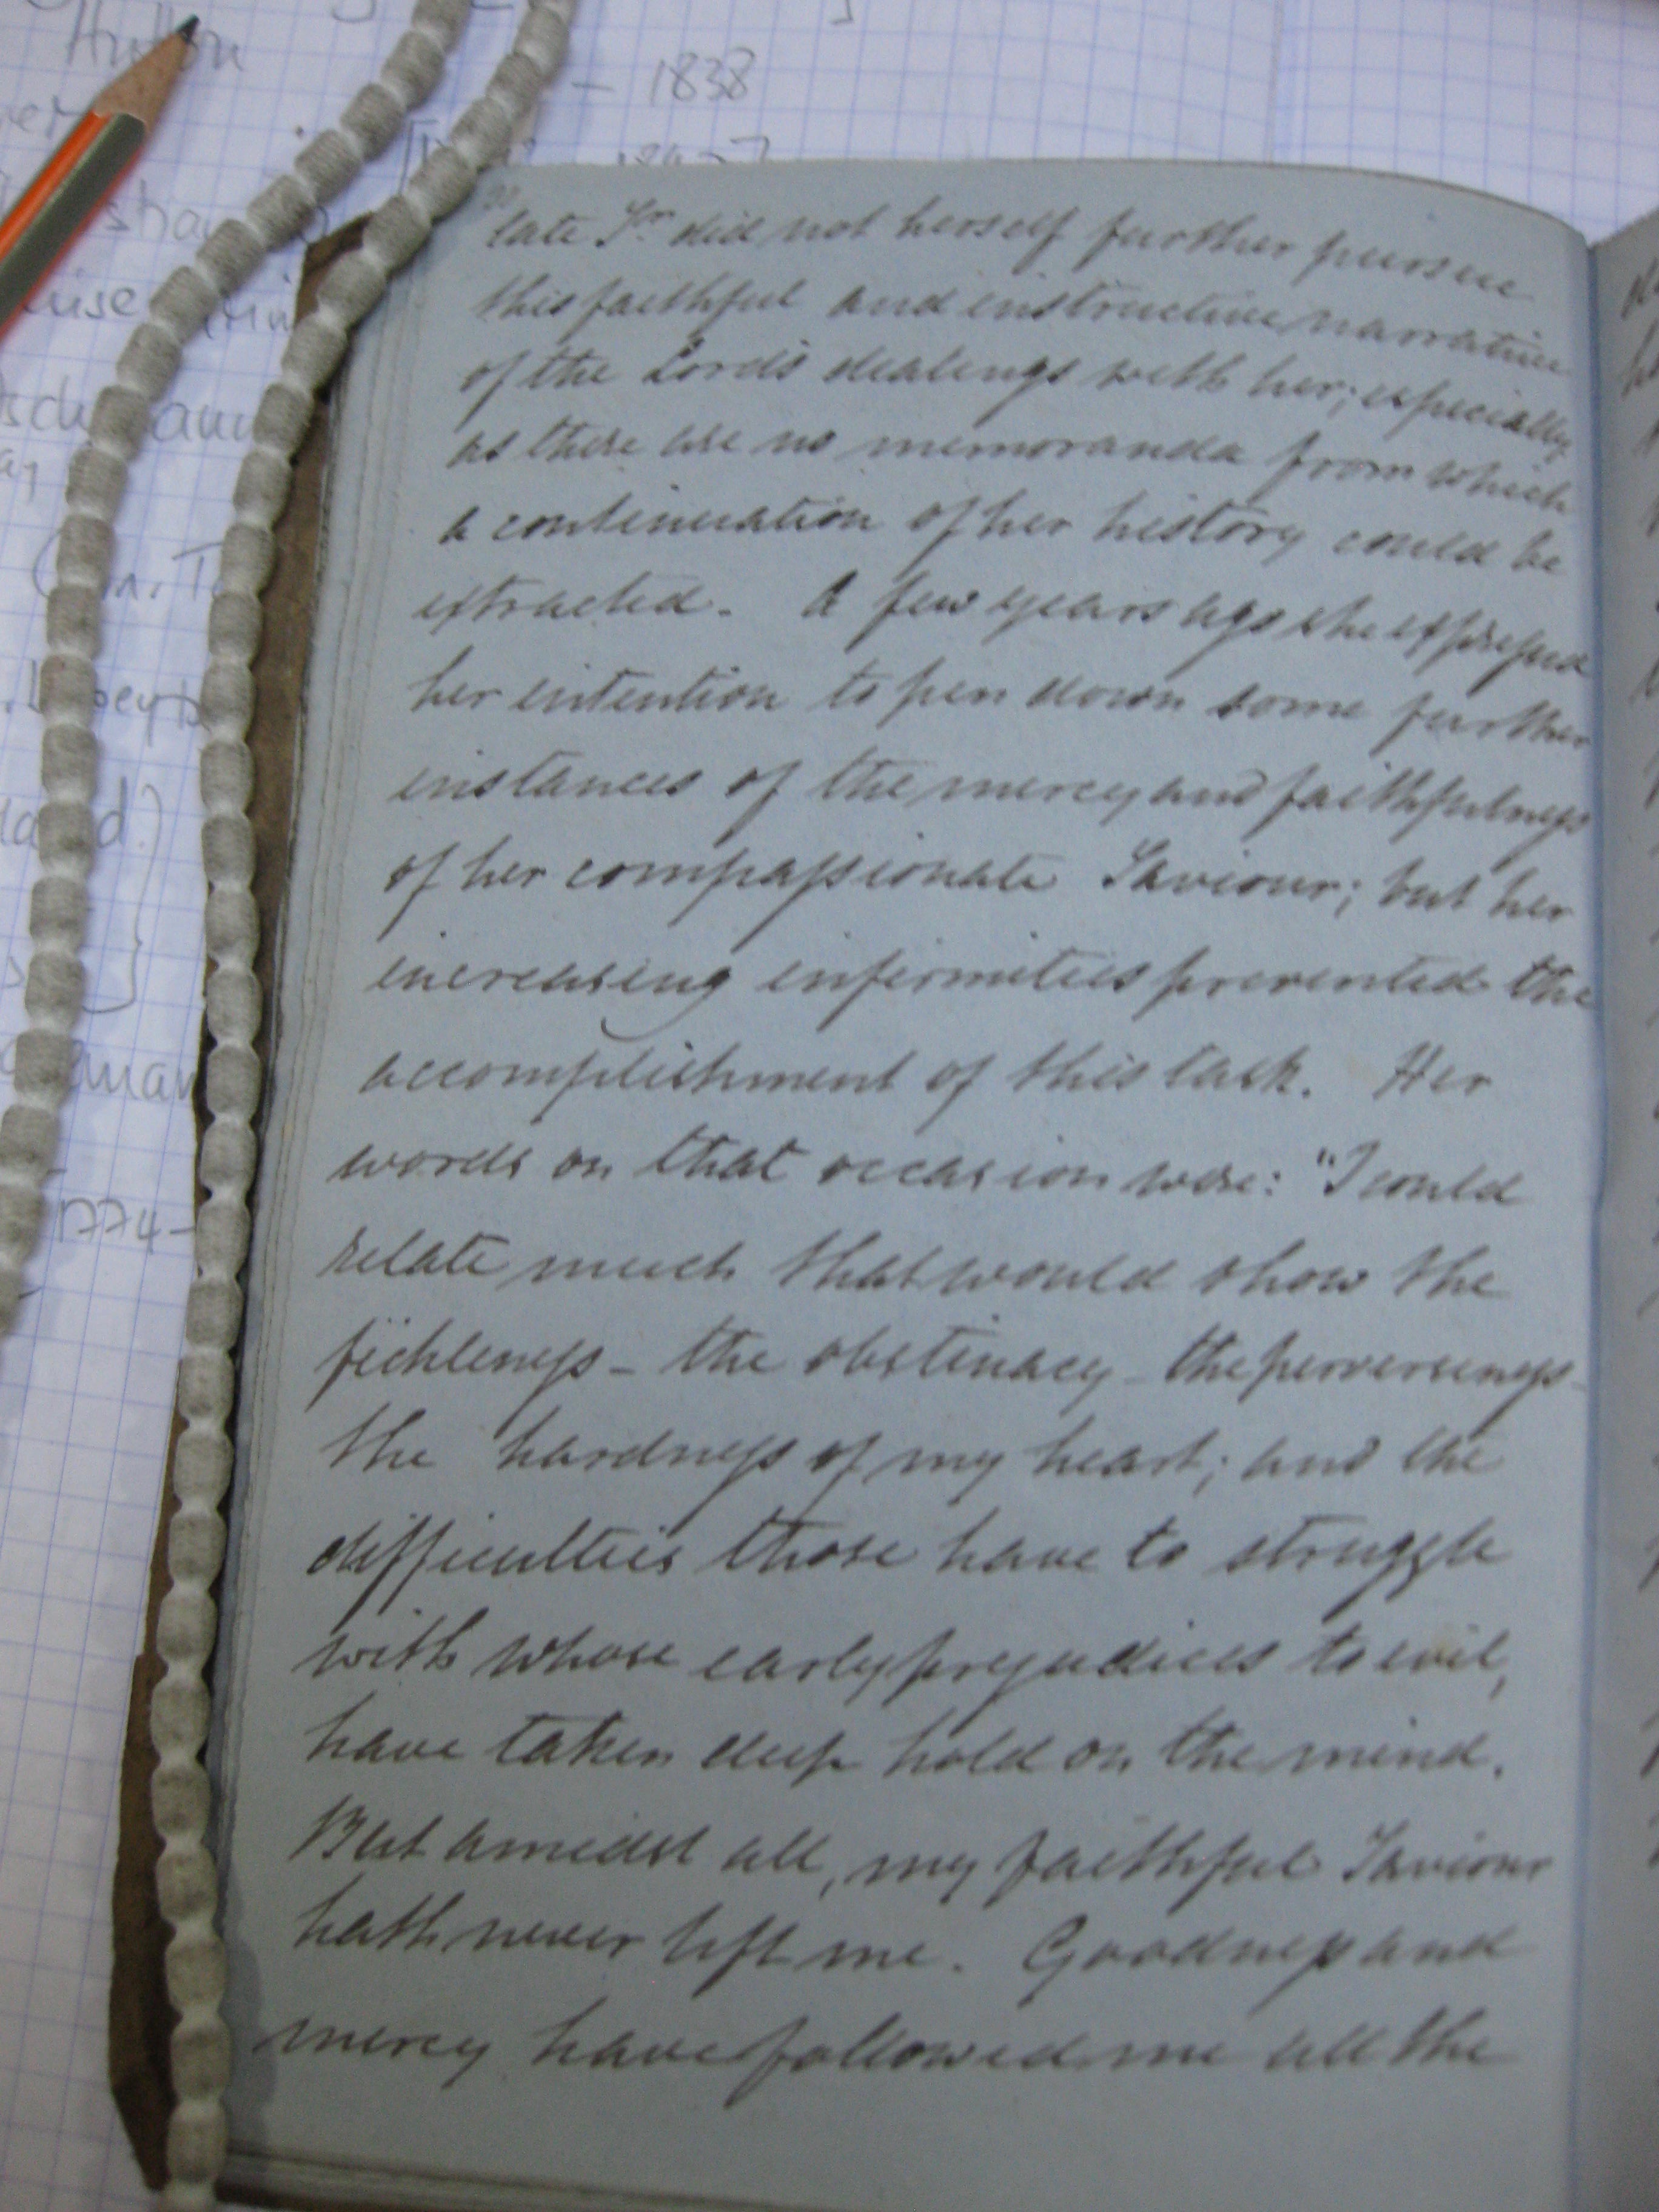 Hutton
- 1838
late Sr. did not herself further pursue
this faithful and instructive narrative
of the Lord's dealings with her; especially
as there are no memoranda from which
a continuation of her history could be
extracted. A few years ago she expressed
her intention to pen down some further
instances of the mercy and faithfulness
of her compassionate Saviour; but her
increasing infirmities prevented the
accomplishment of this task. Her
words on that occasion were: "I could
relate much that would show the
fickleness - the obstinacy - the perverseness -
the hardness of my heart; and the
difficulties those have to struggle
with whose early prejudices to evil,
have taken deep hold on the mind.
But amidst all, my faithful Saviour
hath never left me. Goodness and
mercy have followed me all the
1774-